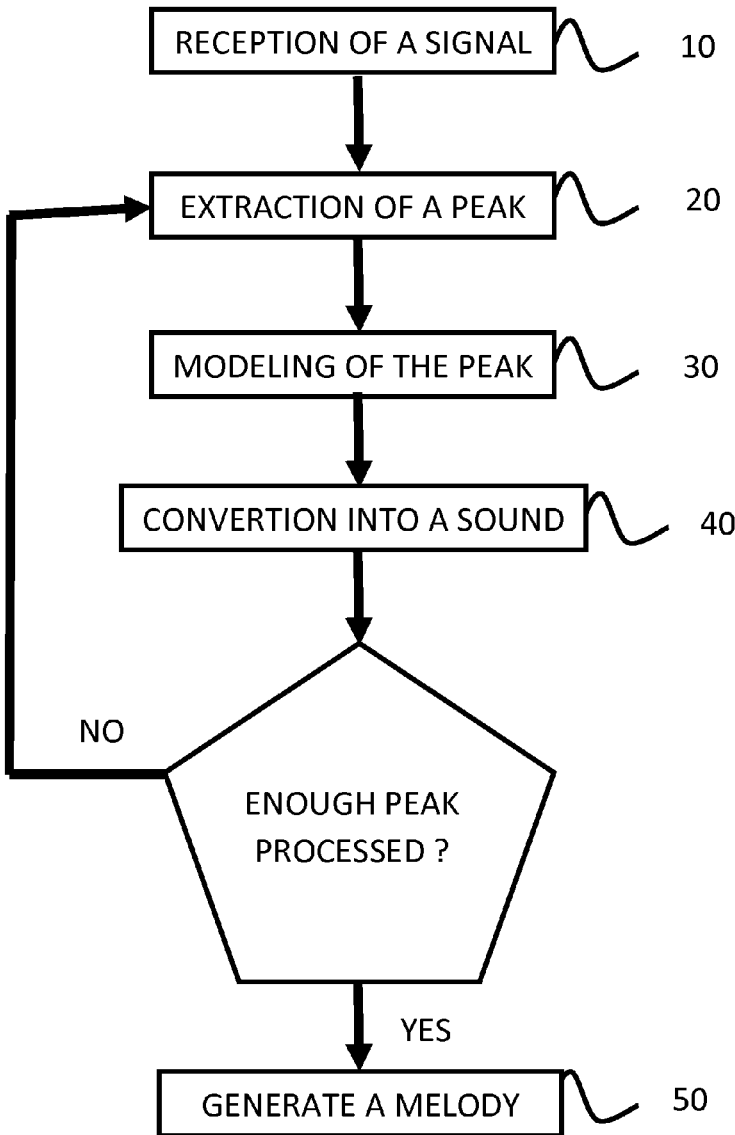 RECEPTION OF A SIGNAL 10
EXTRACTION OF A PEAK 20
MODELING OF THE PEAK 30
CONVERTION INTO A SOUND 40
NO
ENOUGH PEAK
PROCESSED ?
YES
GENERATE A MELODY 50